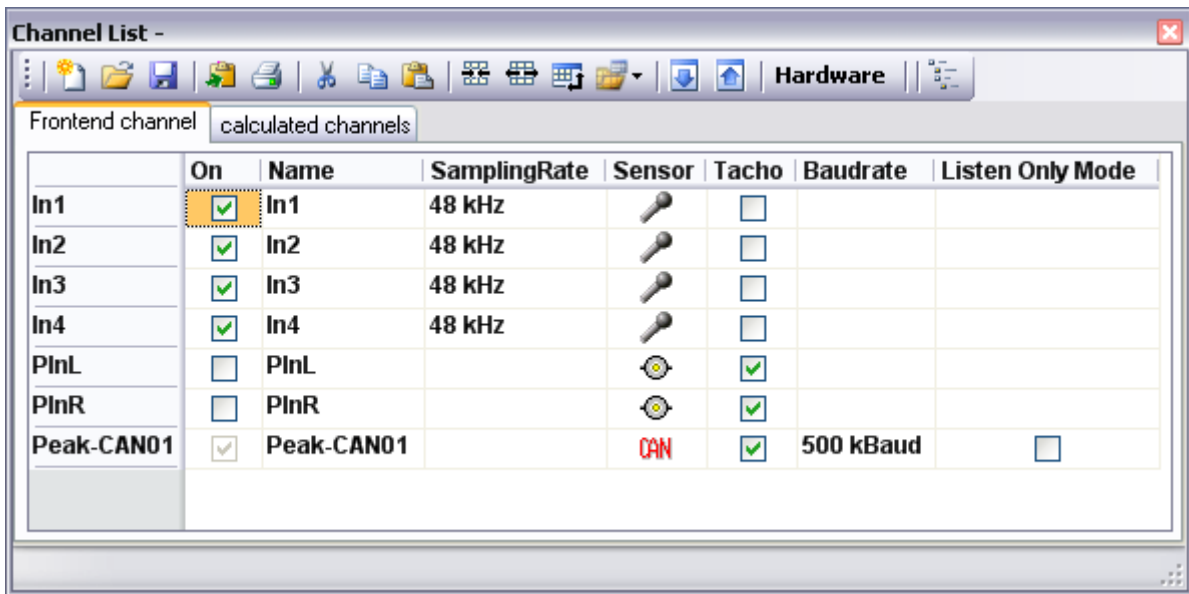 Channel List -
Hardware
Frontend channel calculated channels
On Name SamplingRate Sensor Tacho Baudrate Listen Only Mode
In1 In1 48 kHz
In2 In2 48 kHz
In3 In3 48 kHz
In4 In4 48 kHz
PInL PInL
PInR PInR
Peak-CAN01 Peak-CAN01 CAN 500 kBaud